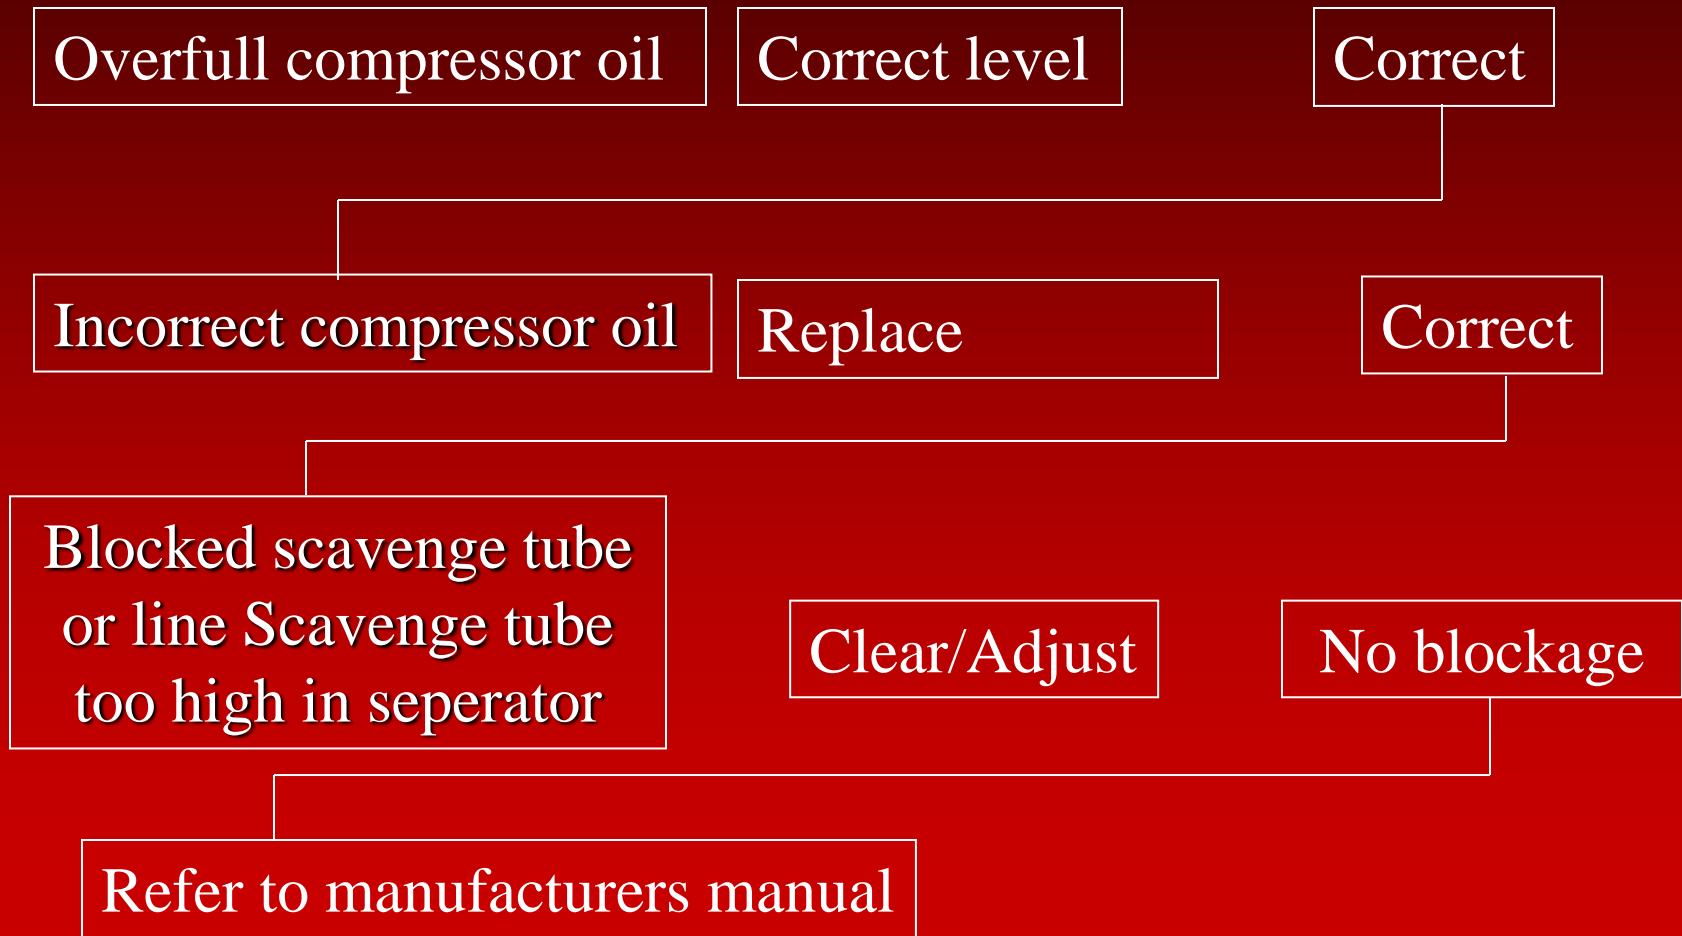 Overfull compressor oil
Correct level
Correct
Incorrect compressor oil
Replace
Correct
Blocked scavenge tube
or line Scavenge tube
too high in seperator
Clear/Adjust
No blockage
Refer to manufacturers manual